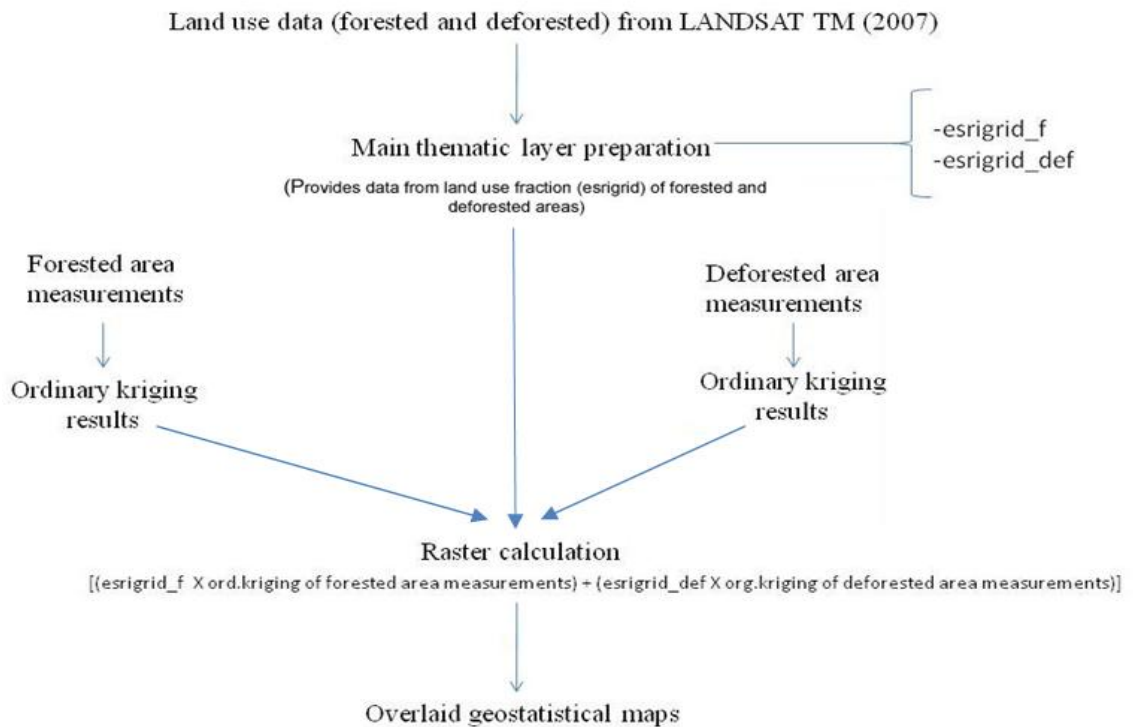 Land use data (forested and deforested) from LANDSAT TM (2007)
Main thematic layer preparation
-esrigrid_f
-esrigrid_def
(Provides data from land use fraction (esrigrid) of forested and
deforested areas)
Forested area
measurements
Deforested area
measurements
Ordinary kriging
results
Ordinary kriging
results
Raster calculation
[(esrigrid_f X ord.kriging of forested area measurements) + (esrigrid_def X org.kriging of deforested area measurements)]
Overlaid geostatistical maps